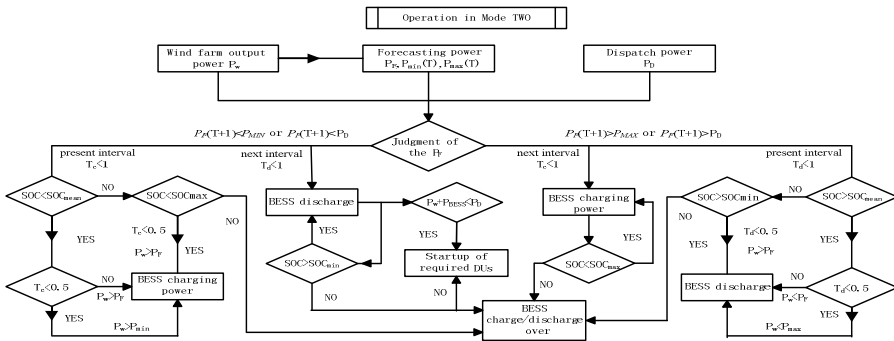 Operation in Mode TWO
Wind farm output
power Pw
Forecasting power
PF,Pmin(T),Pmax(T)
Dispatch power
PD
PF(T+1)<PMIN or PF(T+1)<PD
Judgment of
the PF
PF(T+1)>PMAX or PF(T+1)>PD
present interval
Tc<1
next interval
Td<1
next interval
Tc<1
present interval
Td<1
SOC<SOCmean
NO
SOC<SOCmax
NO
YES
Tc<0.5
Pw>PF
YES
Tc<0.5
NO
Pw>PF
BESS charging
power
YES
Pw>Pmin
BESS discharge
YES
SOC>SOCmin
NO
Pw+PBESS<PD
YES
Startup of
required DUs
NO
BESS charging
power
YES
SOC<SOCmax
NO
BESS
charge/discharge
over
SOC>SOCmin
NO
SOC>SOCmean
NO
Td<0.5
Pw>PF
YES
YES
BESS discharge
NO
Pw<PF
Td<0.5
YES
Pw<Pmax